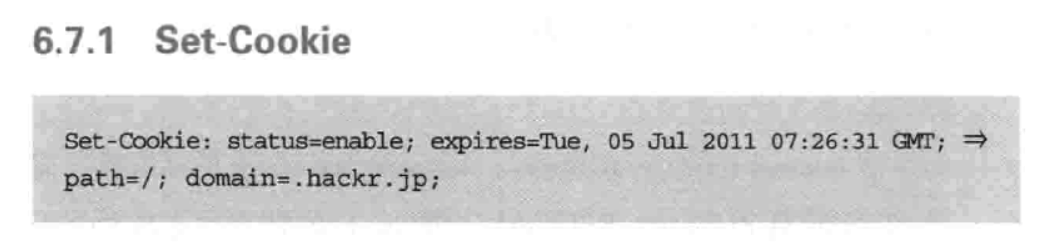 6.7.1 Set-Cookie
Set-Cookie: status=enable; expires=Tue, 05 Jul 2011 07:26:31 GMT; ⇒
path=/; domain=.hackr.jp;